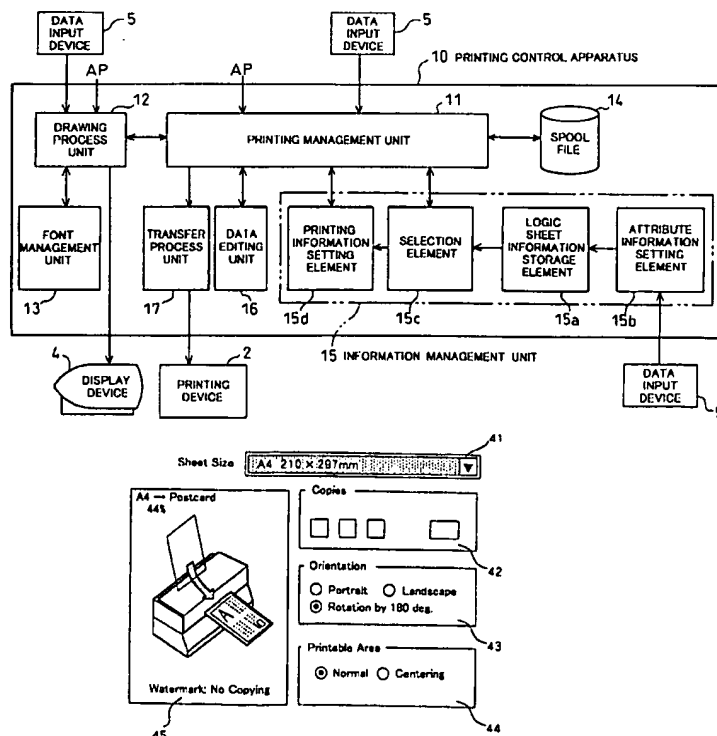 DATA
INPUT
DEVICE
5
DATA
INPUT
DEVICE
5
10 PRINTING CONTROL APPARATUS
AP
AP
12
11
14
DRAWING
PROCESS
UNIT
PRINTING MANAGEMENT UNIT
SPOOL
FILE
FONT
MANAGEMENT
UNIT
TRANSFER
PROCESS
UNIT
DATA
EDITING
UNIT
PRINTING
INFORMATION
SETTING
ELEMENT
SELECTION
ELEMENT
LOGIC
SHEET
INFORMATION
STORAGE
ELEMENT
ATTRIBUTE
INFORMATION
SETTING
ELEMENT
13
17
16
15d
15c
15a
15b
15 INFORMATION MANAGEMENT UNIT
4
DISPLAY
DEVICE
2
PRINTING
DEVICE
DATA
INPUT
DEVICE
41
Sheet Size
A4 210 × 297mm
A4 → Postcard
44%
A
Watermark: No Copying
45
Copies
42
Orientation
Portrait Landscape
Rotation by 180 deg.
43
Printable Area
Normal Centering
44